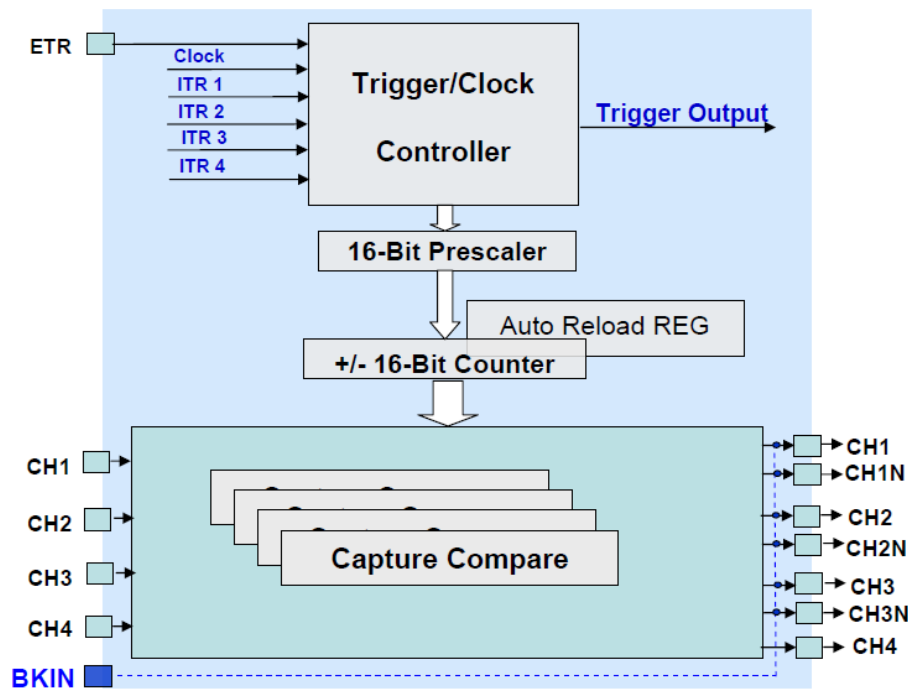 ETR
Clock
ITR 1
ITR 2
ITR 3
ITR 4
Trigger/Clock
Controller
Trigger Output
16-Bit Prescaler
Auto Reload REG
+/- 16-Bit Counter
CH1
CH2
CH3
CH4
BKIN
Capture Compare
CH1
CH1N
CH2
CH2N
CH3
CH3N
CH4